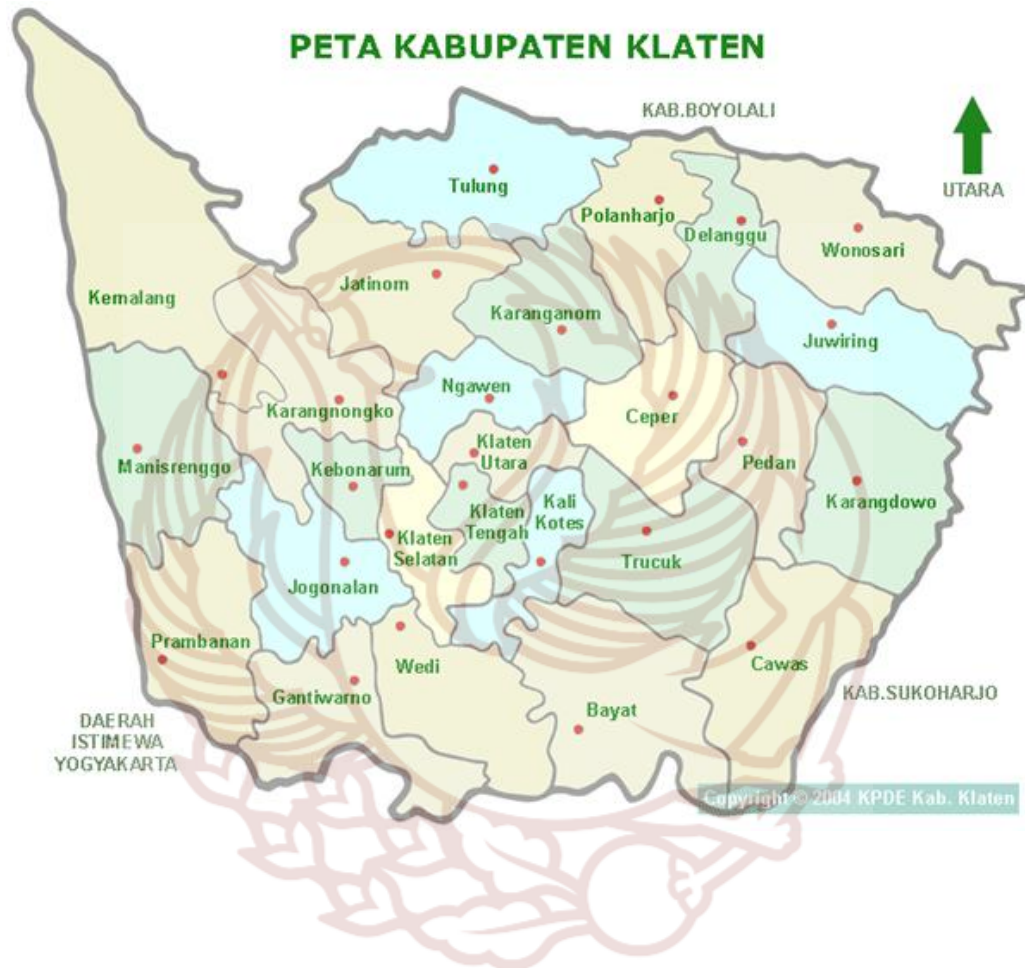 PETA KABUPATEN KLATEN
KAB.BOYOLALI
UTARA
Tulung
Polanharjo
Delanggu
Wonosari
Jatinom
Kemalang
Karanganom
Juwiring
Ngawen
Karangnongko
Ceper
Klaten
Utara
Manisrenggo
Kebonarum
Pedan
Kali
Kotes
Karangdowo
Klaten
Tengah
Klaten
Selatan
Trucuk
Jogonalan
Prambanan
Wedi
Cawas
Gantiwarno
KAB.SUKOHARJO
Bayat
DAERAH
ISTIMEWA
YOGYAKARTA
Copyright © 2004 KPDE Kab. Klaten